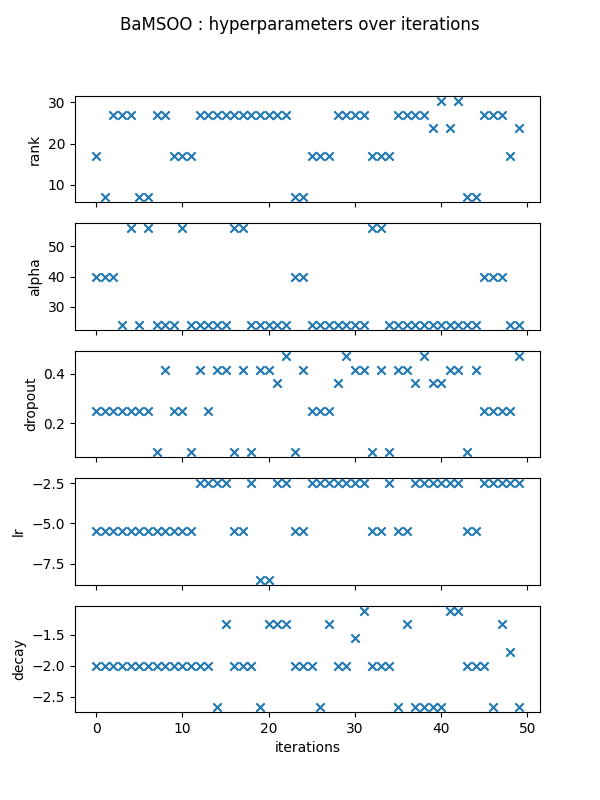 BaMSOO : hyperparameters over iterations
30
20
10
rank
50
40
30
alpha
0.4
0.2
dropout
−2.5
−5.0
−7.5
lr
−1.5
−2.0
−2.5
decay
0 10 20 30 40 50
iterations